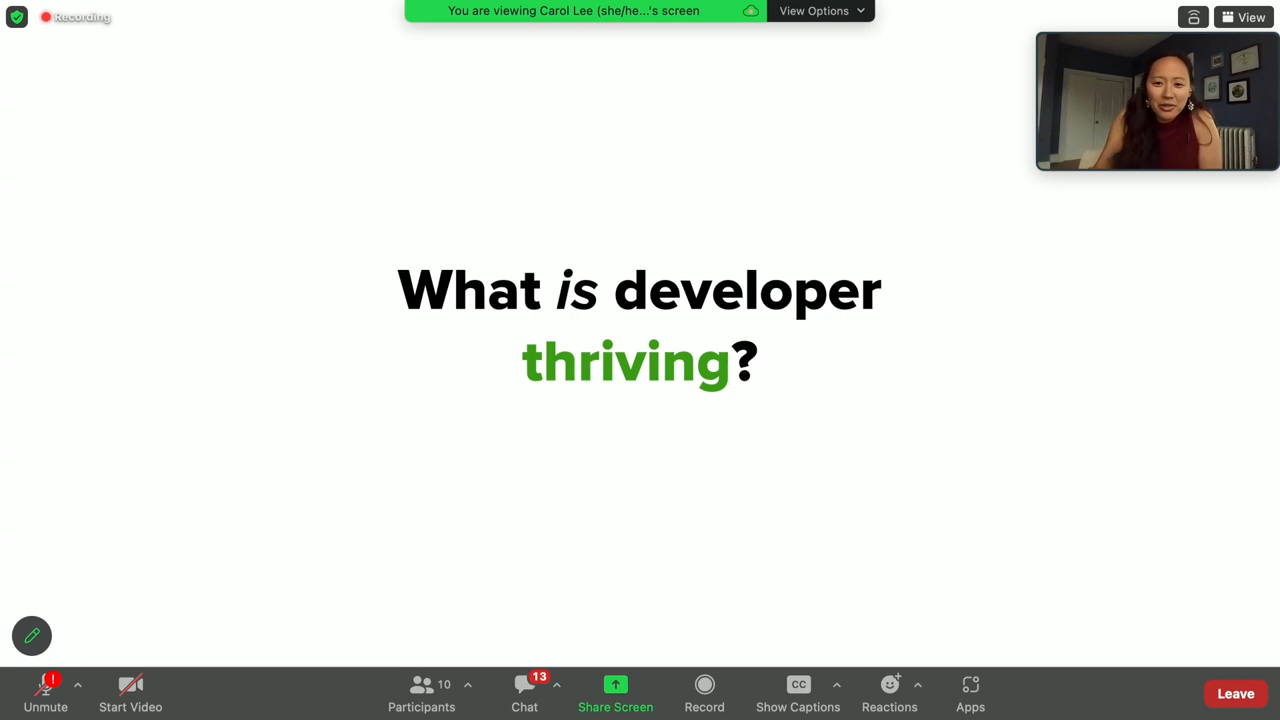 Recording
You are viewing Carol Lee (she/he...'s screen
View Options
View
What is developer
thriving?
!
10
13
CC
Unmute
Start Video
Participants
Chat
Share Screen
Record
Show Captions
Reactions
Apps
Leave